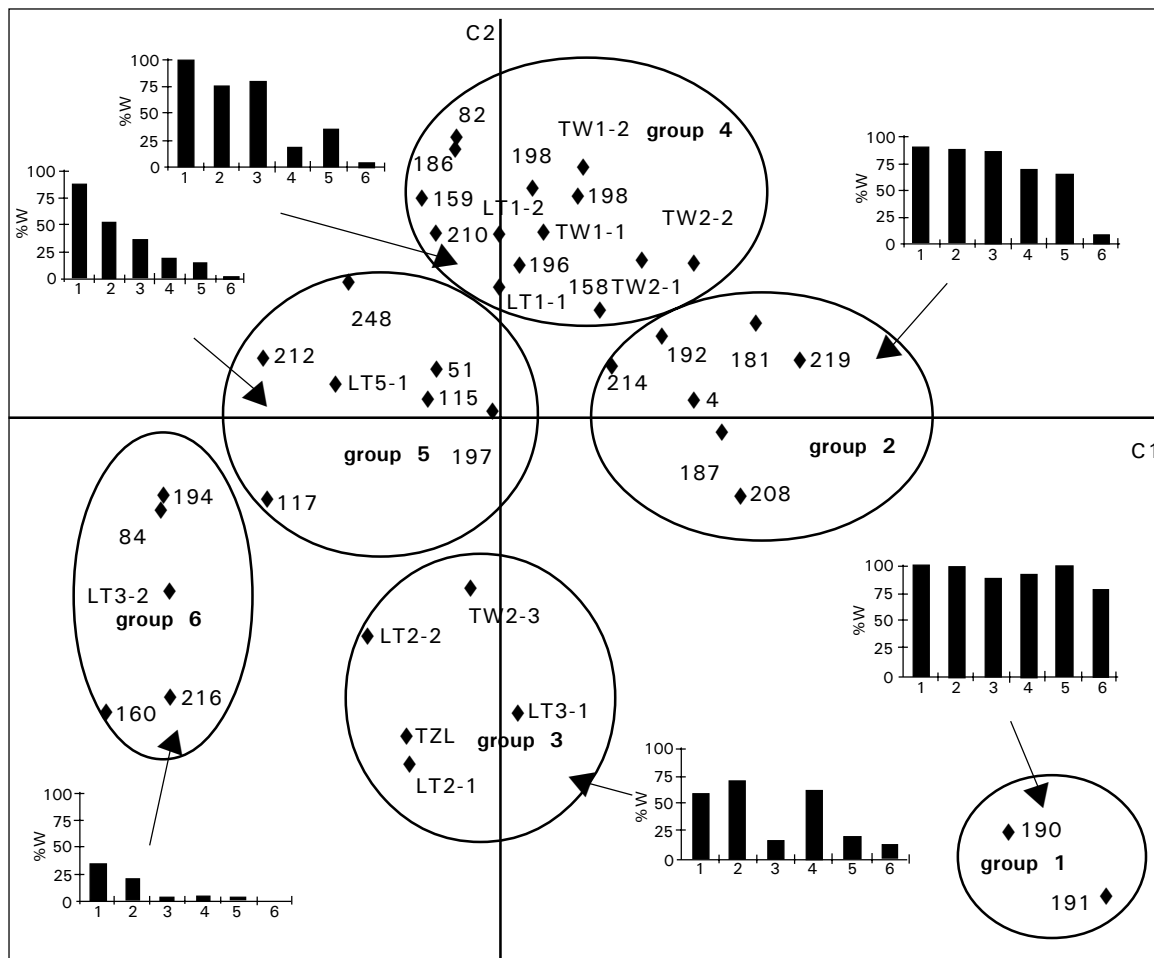 C2
100
75
50
25
0
%W
1 2 3 4 5 6
100
75
50
25
0
%W
1 2 3 4 5 6
82
186
159
210
LT1-2
198
TW1-2
group 4
198
TW1-1
TW2-2
196
LT1-1
158
TW2-1
100
75
50
25
0
%W
1 2 3 4 5 6
248
212
LT5-1
51
115
group 5
197
117
192
181
219
214
4
group 2
187
208
C1
194
84
LT3-2
group 6
216
160
TW2-3
LT2-2
LT3-1
TZL
group 3
LT2-1
100
75
50
25
0
%W
1 2 3 4 5 6
100
75
50
25
0
%W
1 2 3 4 5 6
100
75
50
25
0
%W
1 2 3 4 5 6
190
group 1
191